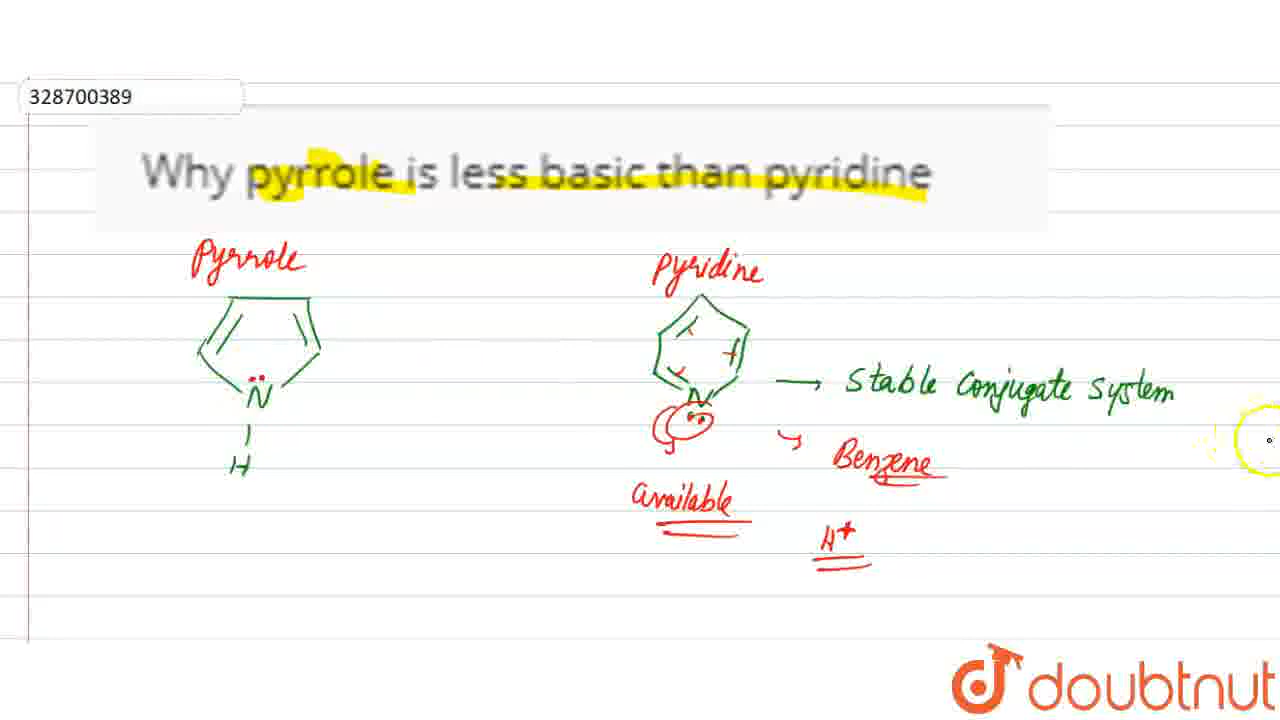 328700389
Why pyrrole is less basic than pyridine
Pyrrole
Pyridine
N
H
N
Stable Conjugate System
Benzene
available
H+
doubtnut